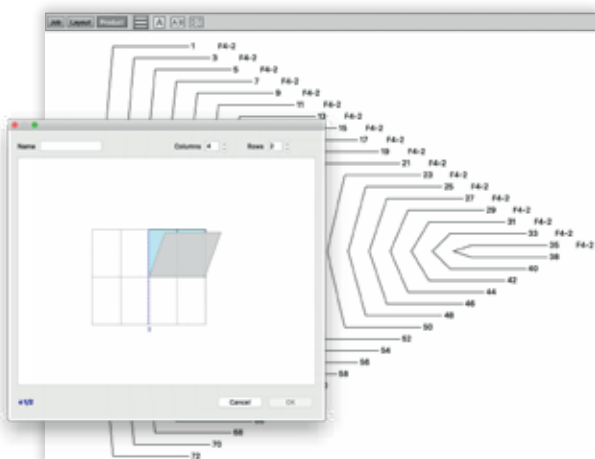 Job Layout Product A A-B
1 F4-2
3 F4-2
5 F4-2
7 F4-2
9 F4-2
11 F4-2
13 F4-2
15 F4-2
17 F4-2
19 F4-2
21 F4-2
23 F4-2
25 F4-2
27 F4-2
29 F4-2
31 F4-2
33 F4-2
35 F4-2
38
40
42
44
46
48
50
52
54
56
58
68
70
72
Name Columns 4 Rows 2
Cancel OK